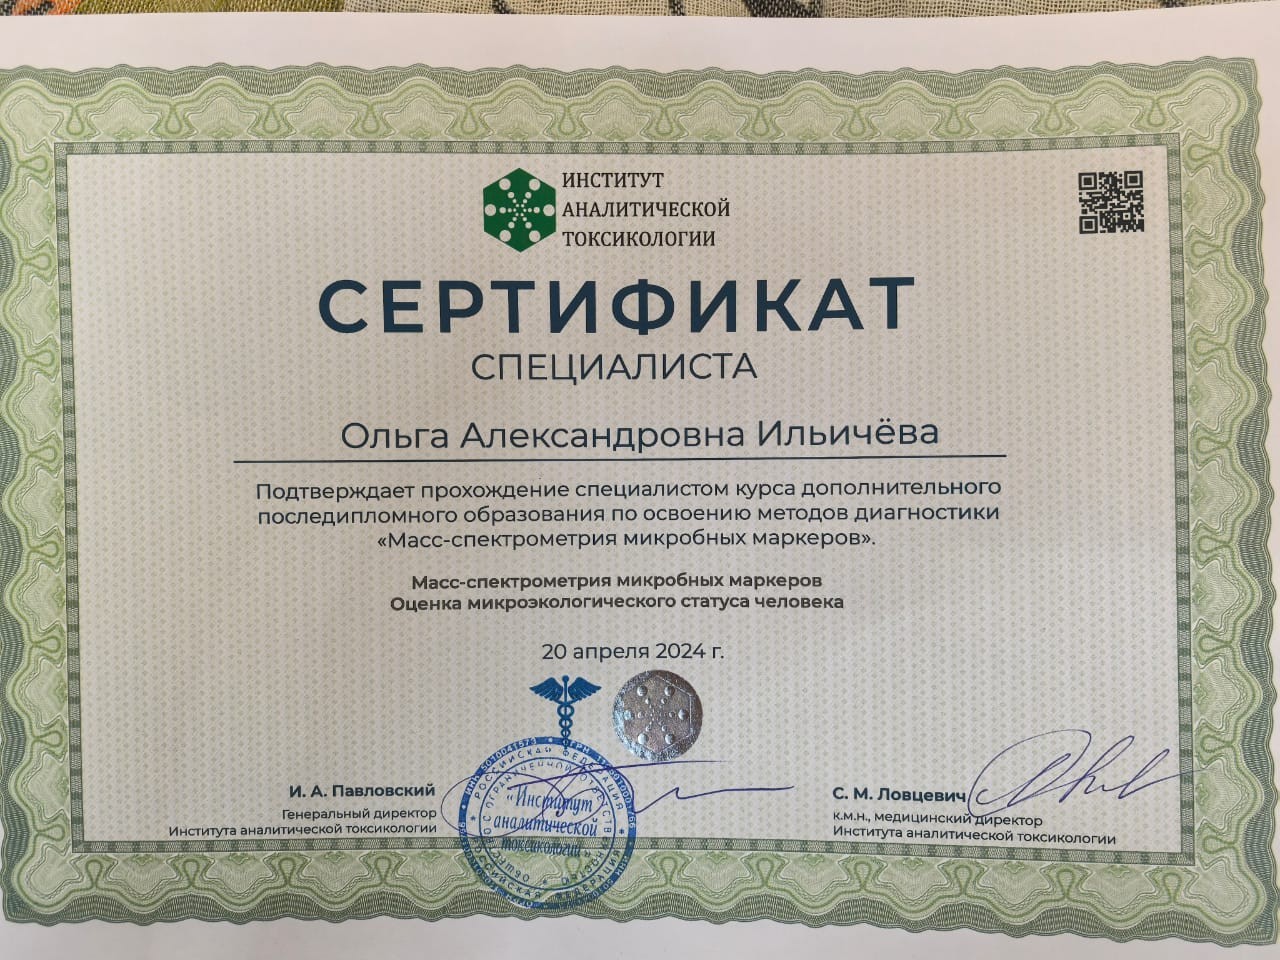 ИНСТИТУТ
АНАЛИТИЧЕСКОЙ
ТОКСИКОЛОГИИ
СЕРТИФИКАТ
СПЕЦИАЛИСТА
Ольга Александровна Ильичёва
Подтверждает прохождение специалистом курса дополнительного
последипломного образования по освоению методов диагностики
«Масс-спектрометрия микробных маркеров».
Масс-спектрометрия микробных маркеров
Оценка микроэкологического статуса человека
20 апреля 2024 г.
И. А. Павловский
Генеральный директор
Института аналитической токсикологии
«Институт
аналитической
токсикологии»
РОССИЙСКАЯ ФЕДЕРАЦИЯ
С. М. Ловцевич
к.м.н., медицинский директор
Института аналитической токсикологии